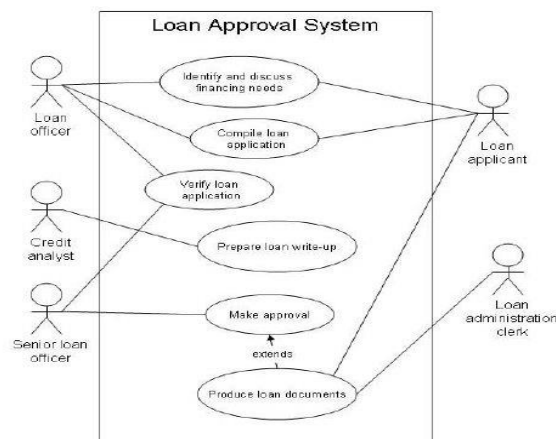 Loan Approval System
Identify and discuss
financing needs
Loan
officer
Compile loan
application
Loan
applicant
Verify loan
application
Credit
analyst
Prepare loan write-up
Make approval
Senior loan
officer
Loan
administration
clerk
extends
Produce loan documents